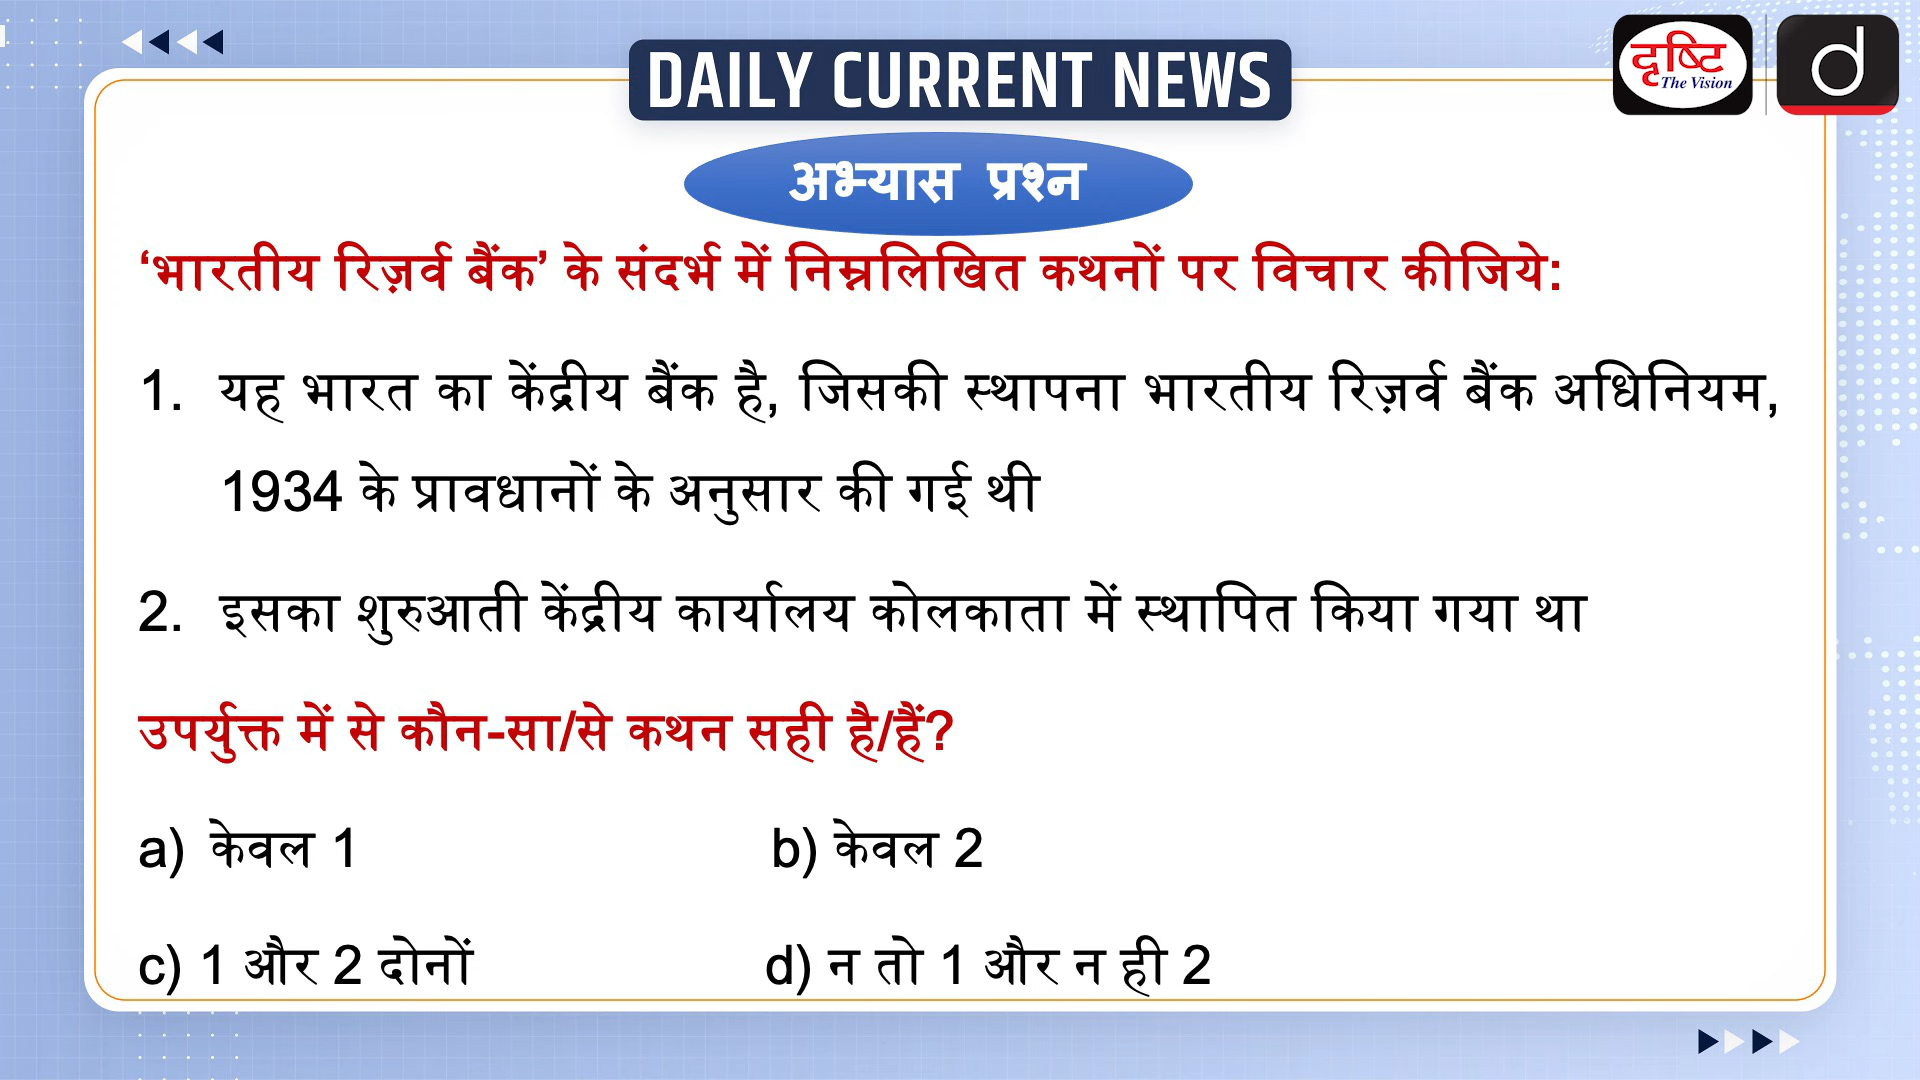 DAILY CURRENT NEWS
दृष्टि
The Vision
d
अभ्यास प्रश्न
‘भारतीय रिज़र्व बैंक’ के संदर्भ में निम्नलिखित कथनों पर विचार कीजिये:
1. यह भारत का केंद्रीय बैंक है, जिसकी स्थापना भारतीय रिज़र्व बैंक अधिनियम,
1934 के प्रावधानों के अनुसार की गई थी
2. इसका शुरुआती केंद्रीय कार्यालय कोलकाता में स्थापित किया गया था
उपर्युक्त में से कौन-सा/से कथन सही है/हैं?
a) केवल 1 b) केवल 2
c) 1 और 2 दोनों d) न तो 1 और न ही 2